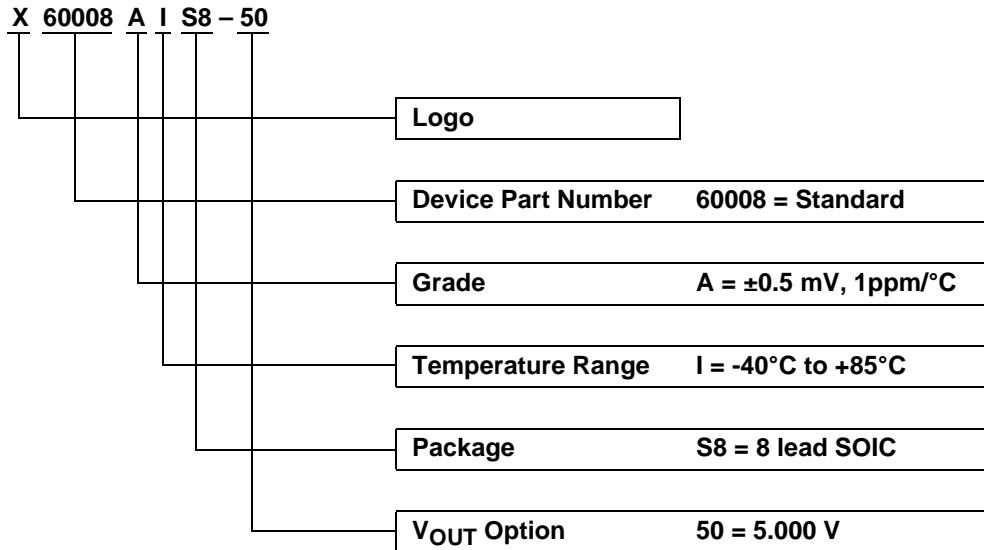 X 60008 A I S8 – 50
Logo
Device Part Number 60008 = Standard
Grade A = ±0.5 mV, 1ppm/°C
Temperature Range I = -40°C to +85°C
Package S8 = 8 lead SOIC
VOUT Option 50 = 5.000 V